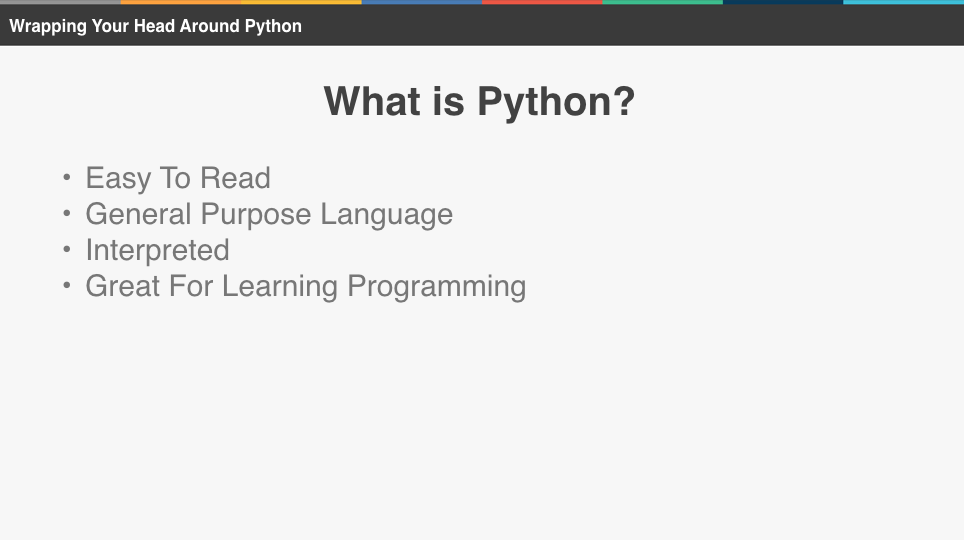 Wrapping Your Head Around Python
What is Python?
• Easy To Read
• General Purpose Language
• Interpreted
• Great For Learning Programming